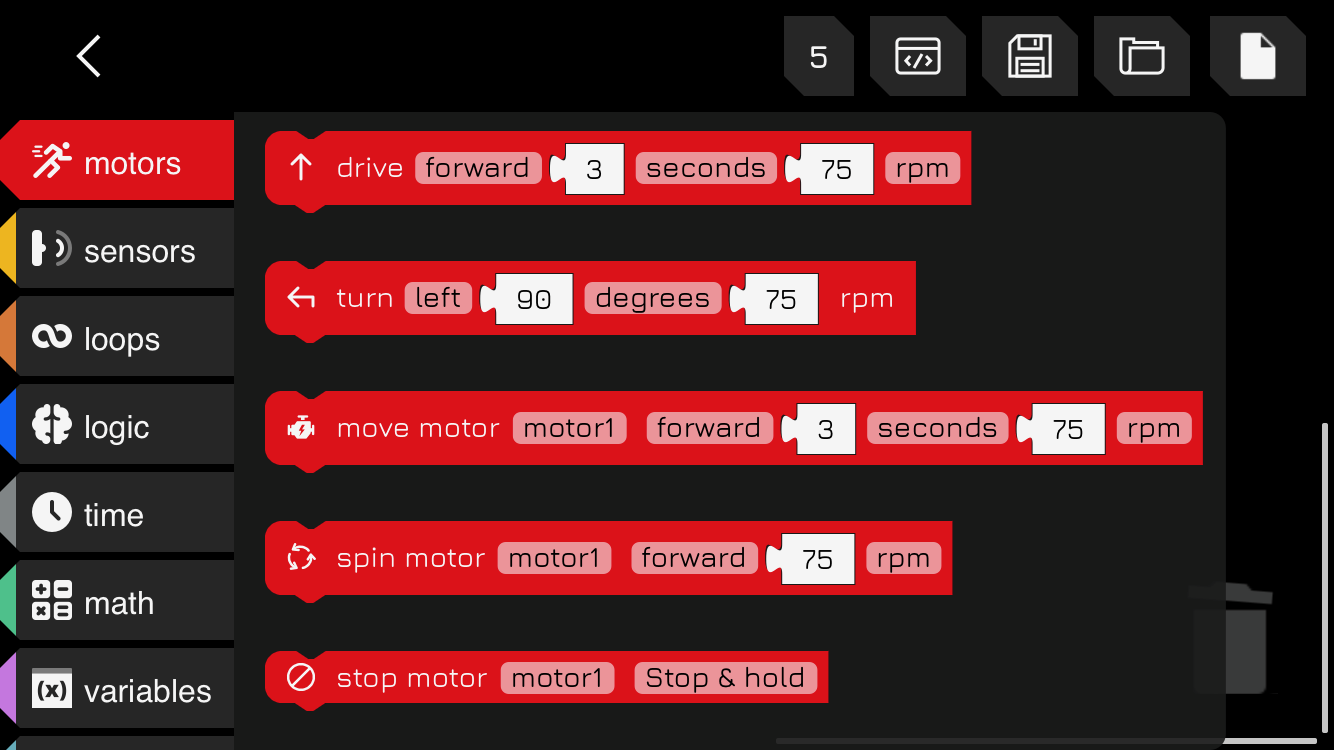 5
motors
drive forward 3 seconds 75 rpm
sensors
turn left 90 degrees 75 rpm
loops
logic
move motor motor1 forward 3 seconds 75 rpm
time
spin motor motor1 forward 75 rpm
math
variables
(x)
stop motor motor1 Stop & hold